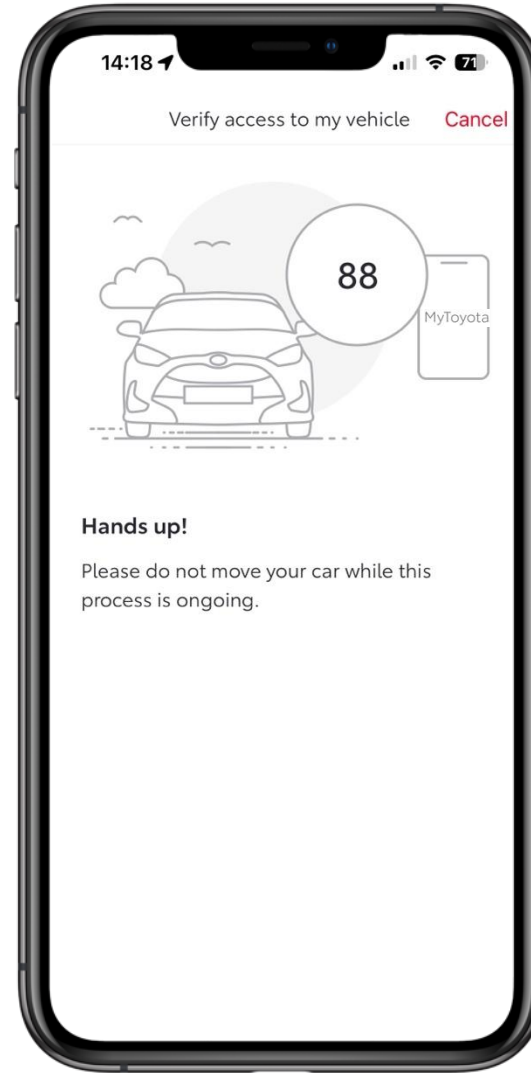 14:18
71
Verify access to my vehicle Cancel
88
MyToyota
Hands up!
Please do not move your car while this
process is ongoing.